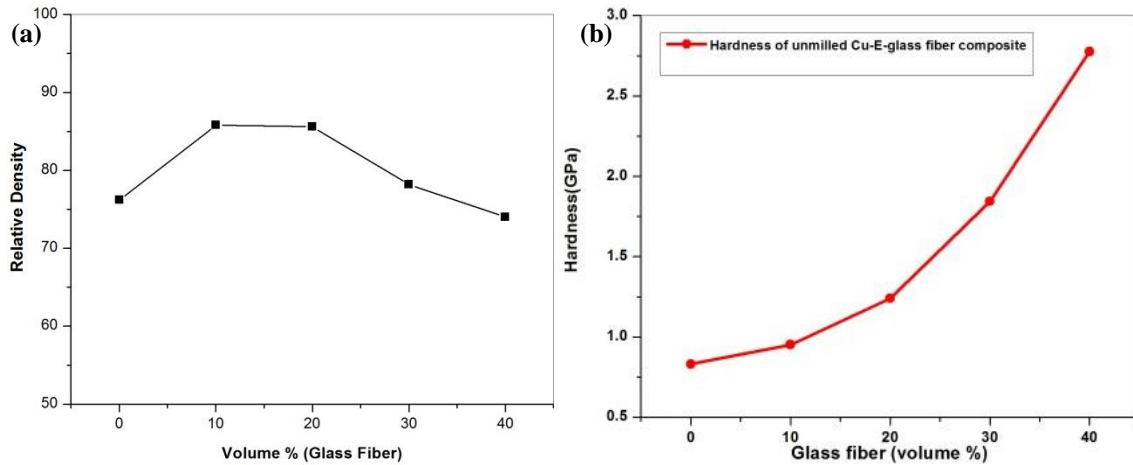 (a)
100
90
80
70
60
50
Relative Density
0 10 20 30 40
Volume % (Glass Fiber)
(b)
3.0
2.5
2.0
1.5
1.0
0.5
Hardness(GPa)
Hardness of unmilled Cu-E-glass fiber composite
0 10 20 30 40
Glass fiber (volume %)